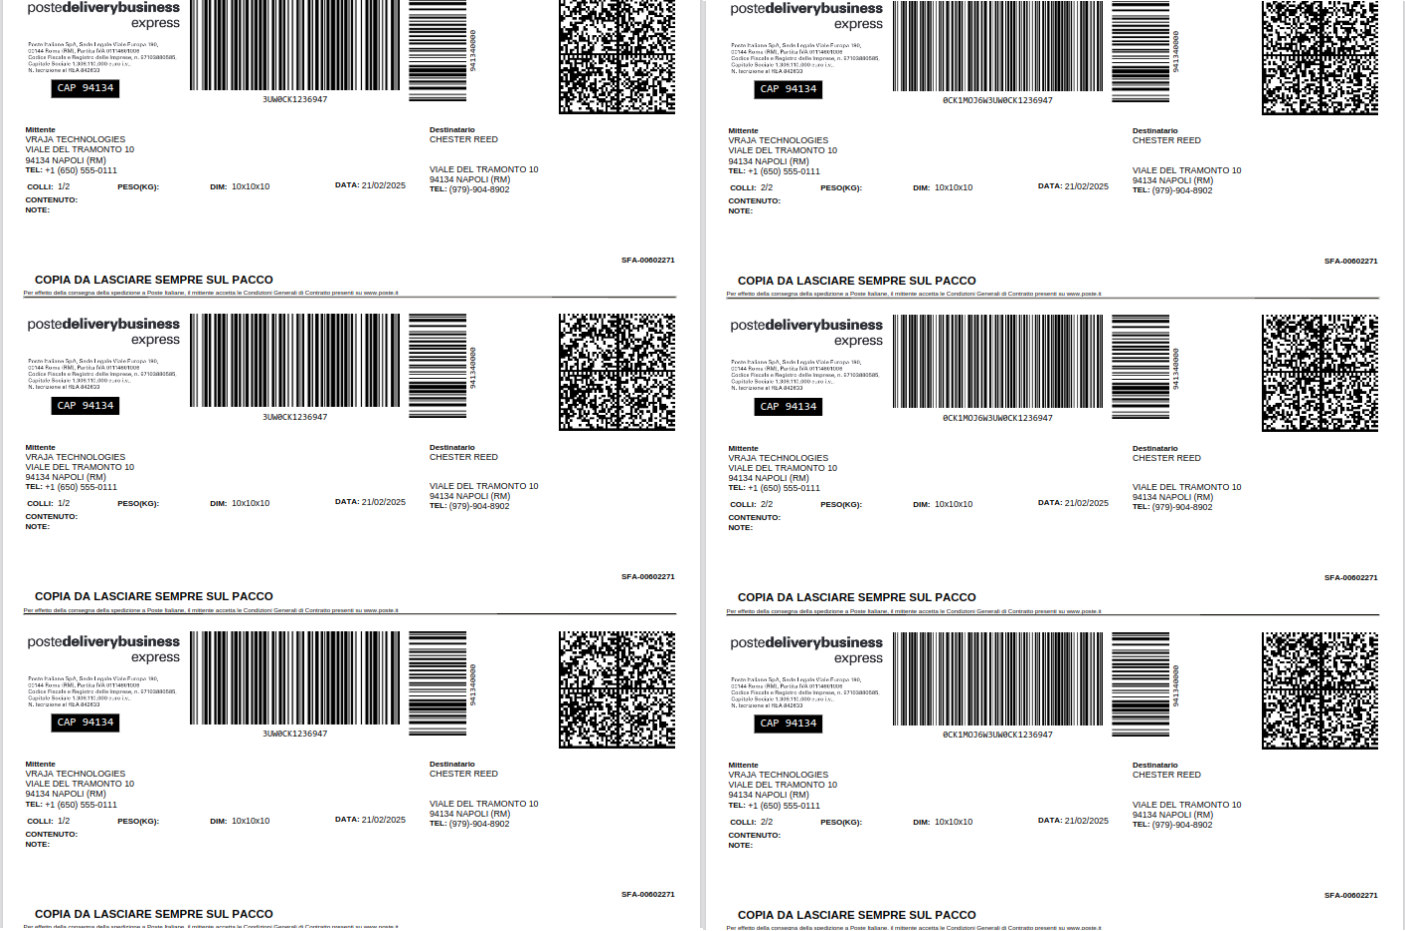 postedeliverybusiness
express
Poste Italiane SpA, Sede Legale Viale Europa 190,
00144 Roma (RM), Partita IVA 01114601006
Codice Fiscale e Registro delle Imprese, n. 97103880585,
Capitale Sociale 1.306.110.000 euro i.v.,
N. Iscrizione al REA 842633
CAP 94134
3UW0CK1236947
941340000
Mittente
VRAJA TECHNOLOGIES
VIALE DEL TRAMONTO 10
94134 NAPOLI (RM)
TEL: +1 (650) 555-0111
Destinatario
CHESTER REED
VIALE DEL TRAMONTO 10
94134 NAPOLI (RM)
TEL: (979)-904-8902
COLLI: 1/2 PESO(KG): DIM: 10x10x10 DATA: 21/02/2025
CONTENUTO:
NOTE:
SFA-00602271
COPIA DA LASCIARE SEMPRE SUL PACCO
Per effetto della consegna della spedizione a Poste Italiane, il mittente accetta le Condizioni Generali di Contratto presenti su www.poste.it
postedeliverybusiness
express
Poste Italiane SpA, Sede Legale Viale Europa 190,
00144 Roma (RM), Partita IVA 01114601006
Codice Fiscale e Registro delle Imprese, n. 97103880585,
Capitale Sociale 1.306.110.000 euro i.v.,
N. Iscrizione al REA 842633
CAP 94134
3UW0CK1236947
941340000
Mittente
VRAJA TECHNOLOGIES
VIALE DEL TRAMONTO 10
94134 NAPOLI (RM)
TEL: +1 (650) 555-0111
Destinatario
CHESTER REED
VIALE DEL TRAMONTO 10
94134 NAPOLI (RM)
TEL: (979)-904-8902
COLLI: 1/2 PESO(KG): DIM: 10x10x10 DATA: 21/02/2025
CONTENUTO:
NOTE:
SFA-00602271
COPIA DA LASCIARE SEMPRE SUL PACCO
Per effetto della consegna della spedizione a Poste Italiane, il mittente accetta le Condizioni Generali di Contratto presenti su www.poste.it
postedeliverybusiness
express
Poste Italiane SpA, Sede Legale Viale Europa 190,
00144 Roma (RM), Partita IVA 01114601006
Codice Fiscale e Registro delle Imprese, n. 97103880585,
Capitale Sociale 1.306.110.000 euro i.v.,
N. Iscrizione al REA 842633
CAP 94134
3UW0CK1236947
941340000
Mittente
VRAJA TECHNOLOGIES
VIALE DEL TRAMONTO 10
94134 NAPOLI (RM)
TEL: +1 (650) 555-0111
Destinatario
CHESTER REED
VIALE DEL TRAMONTO 10
94134 NAPOLI (RM)
TEL: (979)-904-8902
COLLI: 1/2 PESO(KG): DIM: 10x10x10 DATA: 21/02/2025
CONTENUTO:
NOTE:
SFA-00602271
COPIA DA LASCIARE SEMPRE SUL PACCO
Per effetto della consegna della spedizione a Poste Italiane, il mittente accetta le Condizioni Generali di Contratto presenti su www.poste.it
postedeliverybusiness
express
Poste Italiane SpA, Sede Legale Viale Europa 190,
00144 Roma (RM), Partita IVA 01114601006
Codice Fiscale e Registro delle Imprese, n. 97103880585,
Capitale Sociale 1.306.110.000 euro i.v.,
N. Iscrizione al REA 842633
CAP 94134
0CK1MOJ6W3UW0CK1236947
941340000
Mittente
VRAJA TECHNOLOGIES
VIALE DEL TRAMONTO 10
94134 NAPOLI (RM)
TEL: +1 (650) 555-0111
Destinatario
CHESTER REED
VIALE DEL TRAMONTO 10
94134 NAPOLI (RM)
TEL: (979)-904-8902
COLLI: 2/2 PESO(KG): DIM: 10x10x10 DATA: 21/02/2025
CONTENUTO:
NOTE:
SFA-00602271
COPIA DA LASCIARE SEMPRE SUL PACCO
Per effetto della consegna della spedizione a Poste Italiane, il mittente accetta le Condizioni Generali di Contratto presenti su www.poste.it
postedeliverybusiness
express
Poste Italiane SpA, Sede Legale Viale Europa 190,
00144 Roma (RM), Partita IVA 01114601006
Codice Fiscale e Registro delle Imprese, n. 97103880585,
Capitale Sociale 1.306.110.000 euro i.v.,
N. Iscrizione al REA 842633
CAP 94134
0CK1MOJ6W3UW0CK1236947
941340000
Mittente
VRAJA TECHNOLOGIES
VIALE DEL TRAMONTO 10
94134 NAPOLI (RM)
TEL: +1 (650) 555-0111
Destinatario
CHESTER REED
VIALE DEL TRAMONTO 10
94134 NAPOLI (RM)
TEL: (979)-904-8902
COLLI: 2/2 PESO(KG): DIM: 10x10x10 DATA: 21/02/2025
CONTENUTO:
NOTE:
SFA-00602271
COPIA DA LASCIARE SEMPRE SUL PACCO
Per effetto della consegna della spedizione a Poste Italiane, il mittente accetta le Condizioni Generali di Contratto presenti su www.poste.it
postedeliverybusiness
express
Poste Italiane SpA, Sede Legale Viale Europa 190,
00144 Roma (RM), Partita IVA 01114601006
Codice Fiscale e Registro delle Imprese, n. 97103880585,
Capitale Sociale 1.306.110.000 euro i.v.,
N. Iscrizione al REA 842633
CAP 94134
0CK1MOJ6W3UW0CK1236947
941340000
Mittente
VRAJA TECHNOLOGIES
VIALE DEL TRAMONTO 10
94134 NAPOLI (RM)
TEL: +1 (650) 555-0111
Destinatario
CHESTER REED
VIALE DEL TRAMONTO 10
94134 NAPOLI (RM)
TEL: (979)-904-8902
COLLI: 2/2 PESO(KG): DIM: 10x10x10 DATA: 21/02/2025
CONTENUTO:
NOTE:
SFA-00602271
COPIA DA LASCIARE SEMPRE SUL PACCO
Per effetto della consegna della spedizione a Poste Italiane, il mittente accetta le Condizioni Generali di Contratto presenti su www.poste.it